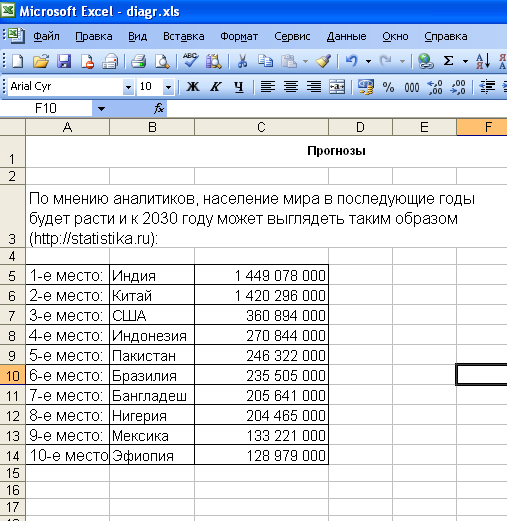 Microsoft Excel - diagr.xls
Файл Правка Вид Вставка Формат Сервис Данные Окно Справка
Arial Cyr 10 Ж К Ч % 000
F10 fx
A B C D E F
1 Прогнозы
2
По мнению аналитиков, население мира в последующие годы
будет расти и к 2030 году может выглядеть таким образом
3 (http://statistika.ru):
4
5 1-е место: Индия 1 449 078 000
6 2-е место: Китай 1 420 296 000
7 3-е место: США 360 894 000
8 4-е место: Индонезия 270 844 000
9 5-е место: Пакистан 246 322 000
10 6-е место: Бразилия 235 505 000
11 7-е место: Бангладеш 205 641 000
12 8-е место: Нигерия 204 465 000
13 9-е место: Мексика 133 221 000
14 10-е место Эфиопия 128 979 000
15
16
17